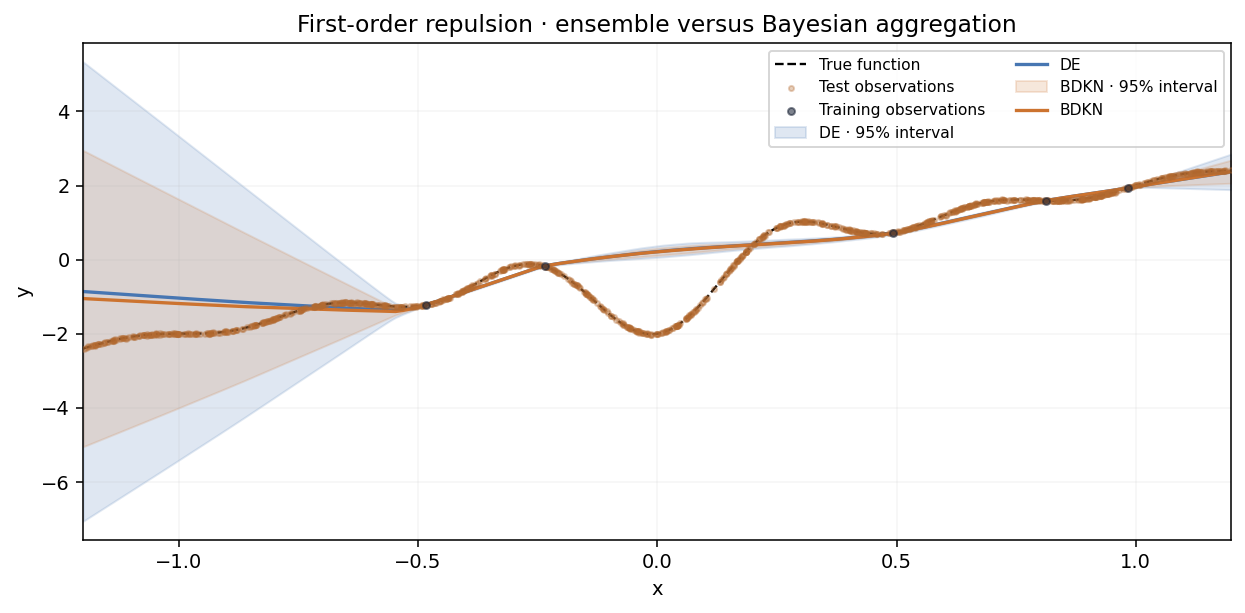 First-order repulsion · ensemble versus Bayesian aggregation
True function
Test observations
Training observations
DE · 95% interval
DE
BDKN · 95% interval
BDKN
y
4
2
0
−2
−4
−6
−1.0
−0.5
0.0
0.5
1.0
x